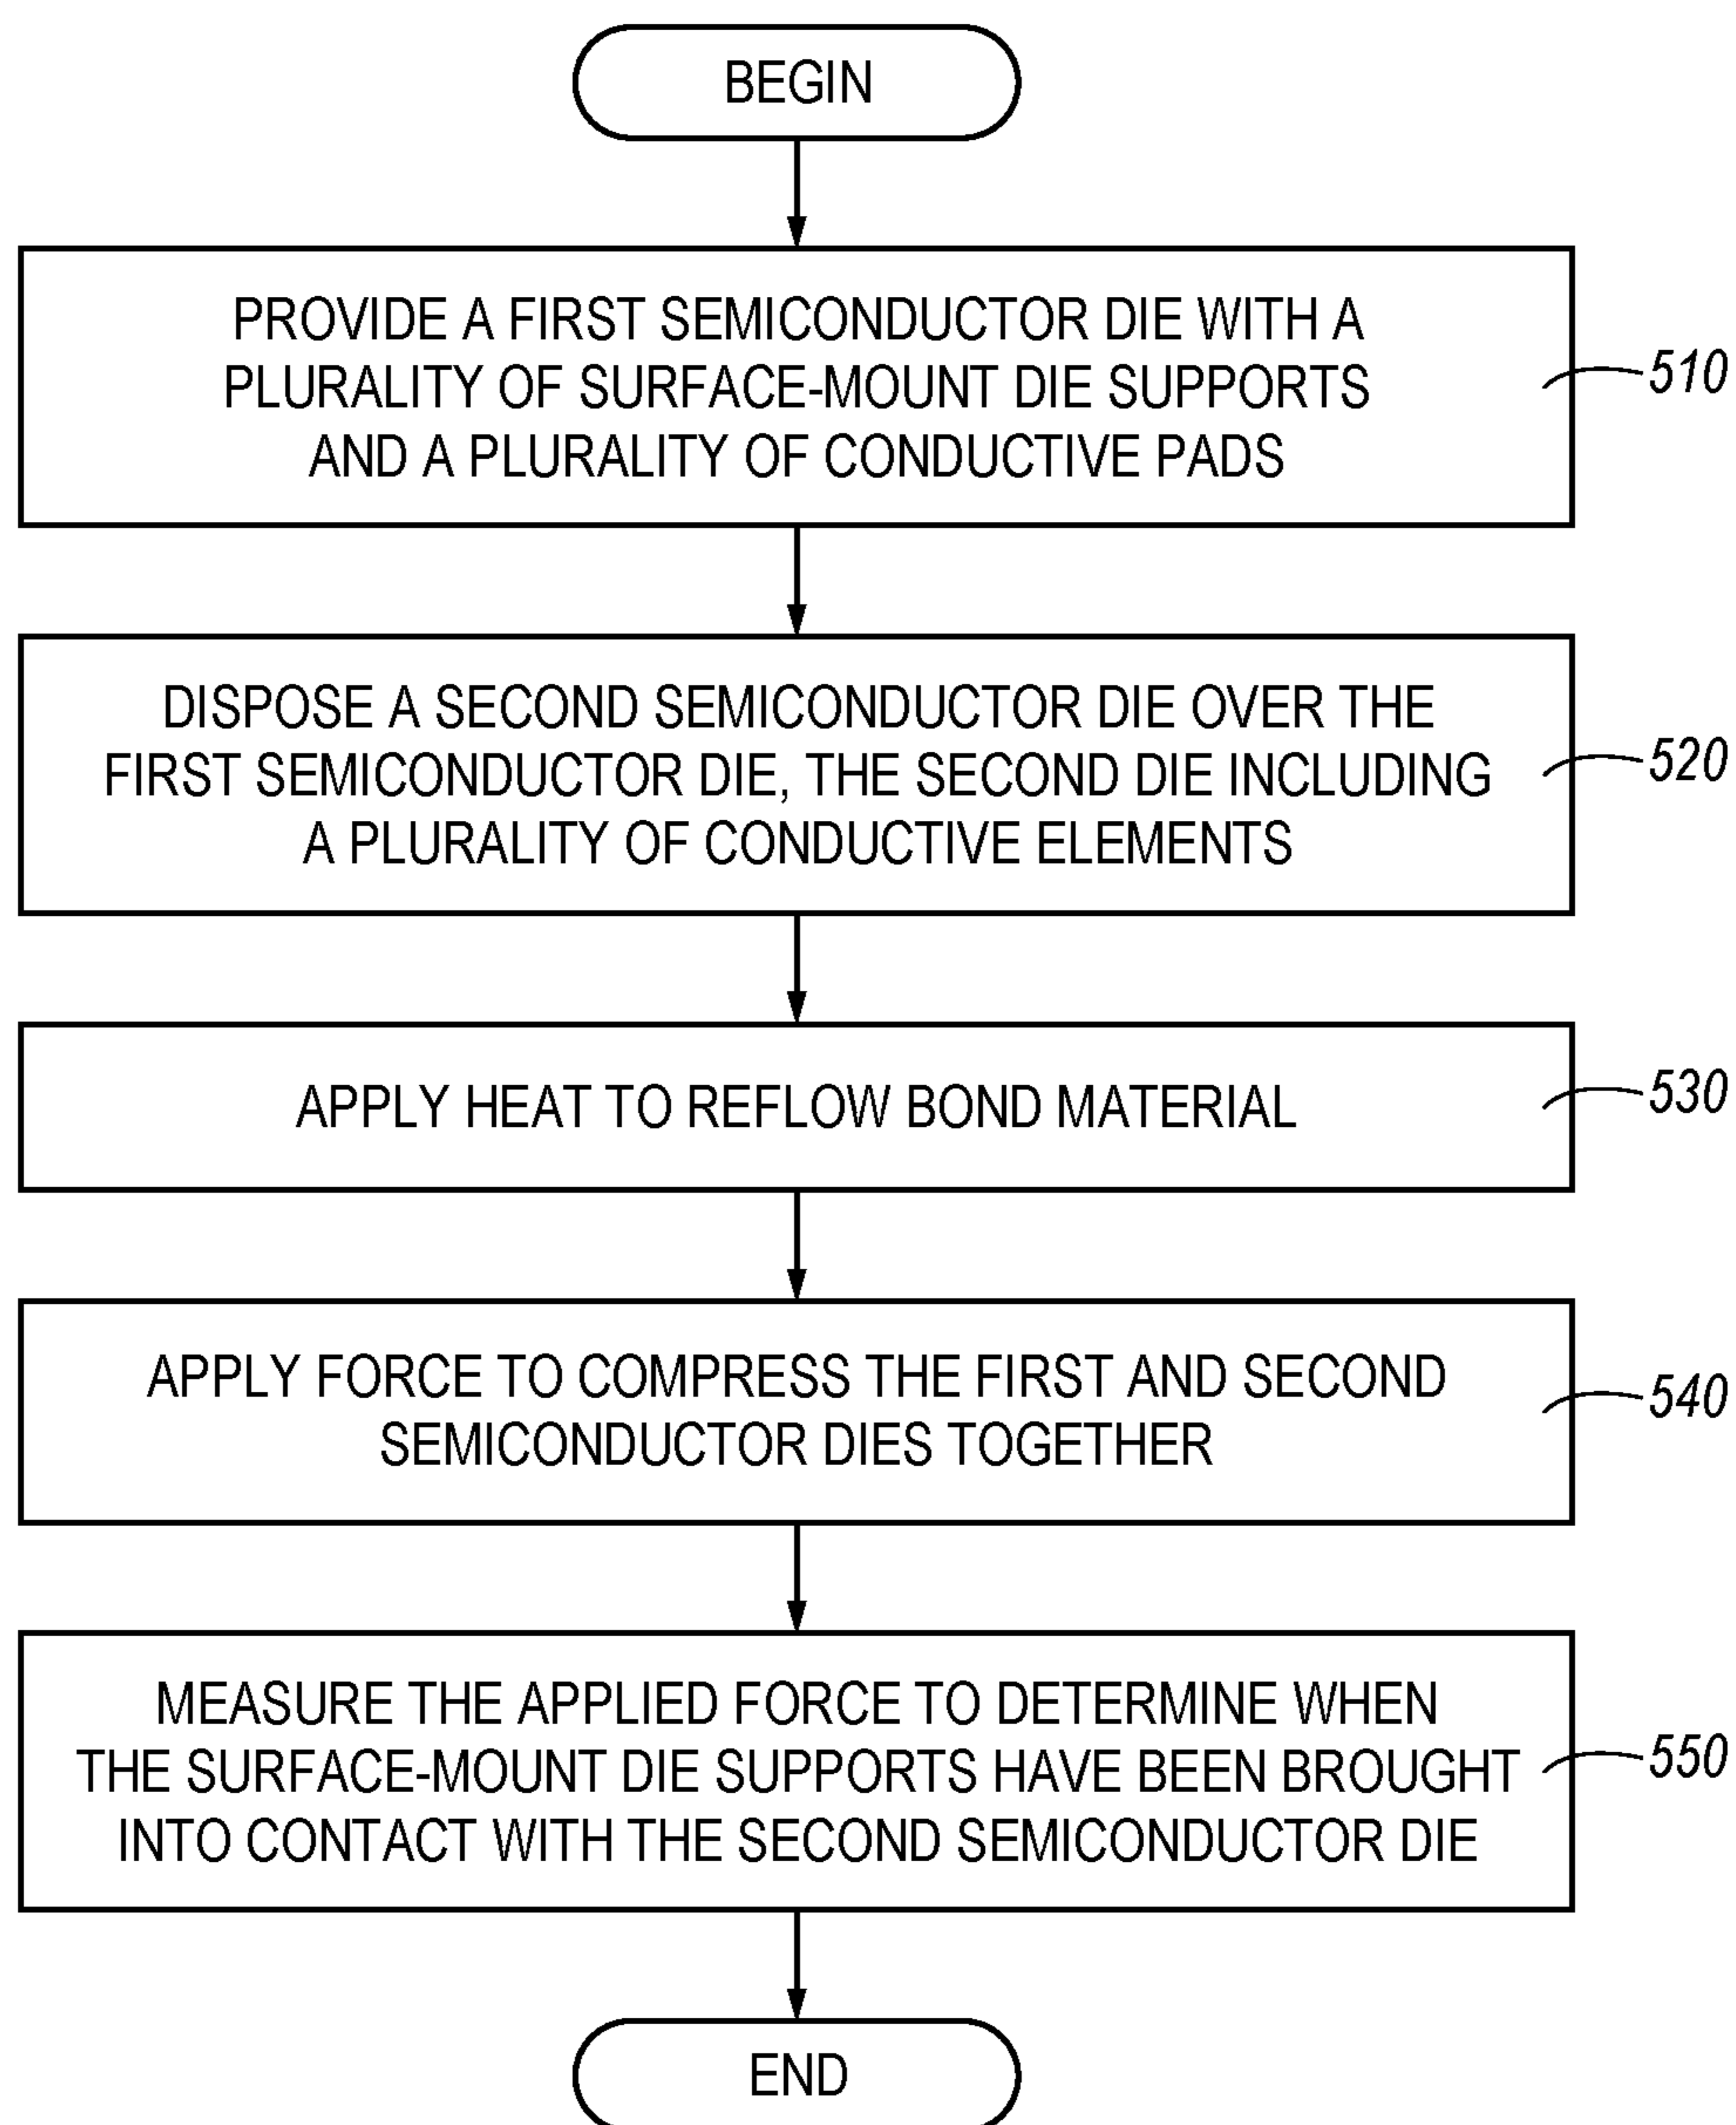 BEGIN
PROVIDE A FIRST SEMICONDUCTOR DIE WITH A
PLURALITY OF SURFACE-MOUNT DIE SUPPORTS
AND A PLURALITY OF CONDUCTIVE PADS
510
DISPOSE A SECOND SEMICONDUCTOR DIE OVER THE
FIRST SEMICONDUCTOR DIE, THE SECOND DIE INCLUDING
A PLURALITY OF CONDUCTIVE ELEMENTS
520
APPLY HEAT TO REFLOW BOND MATERIAL
530
APPLY FORCE TO COMPRESS THE FIRST AND SECOND
SEMICONDUCTOR DIES TOGETHER
540
MEASURE THE APPLIED FORCE TO DETERMINE WHEN
THE SURFACE-MOUNT DIE SUPPORTS HAVE BEEN BROUGHT
INTO CONTACT WITH THE SECOND SEMICONDUCTOR DIE
550
END